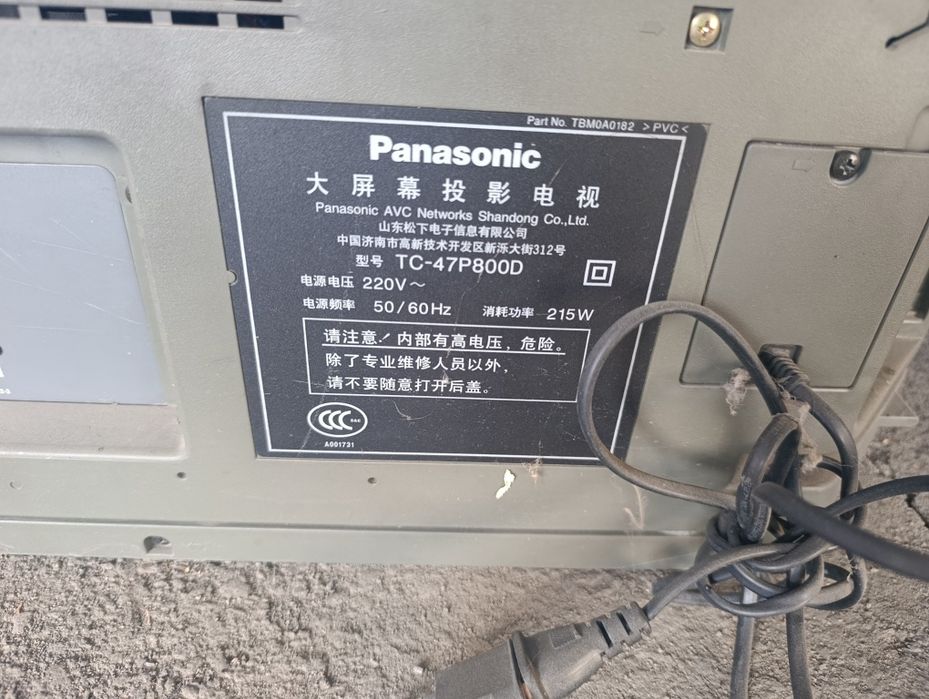 Part No. TBM0A0182 >PVC<
Panasonic
大屏幕投影电视
Panasonic AVC Networks Shandong Co.,Ltd.
山东松下电子信息有限公司
中国济南市高新技术开发区新泺大街312号
型号 TC-47P800D
电源电压 220V～
电源频率 50/60Hz 消耗功率 215W
请注意！内部有高电压，危险。
除了专业维修人员以外，
请不要随意打开后盖。
CCC
S&E
A001731